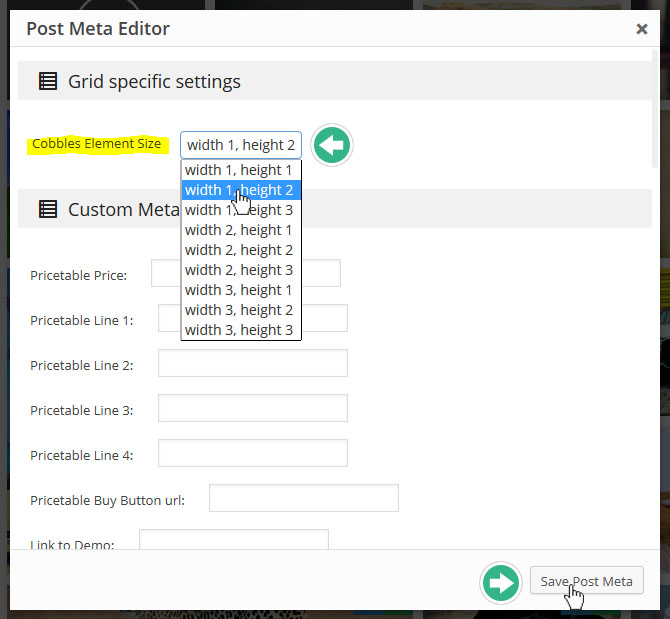 Post Meta Editor
Grid specific settings
Cobbles Element Size
width 1, height 2
width 1, height 1
width 1, height 2
width 1, height 3
width 2, height 1
width 2, height 2
width 2, height 3
width 3, height 1
width 3, height 2
width 3, height 3
Custom Meta
Pricetable Price:
Pricetable Line 1:
Pricetable Line 2:
Pricetable Line 3:
Pricetable Line 4:
Pricetable Buy Button url:
Link to Demo:
Save Post Meta